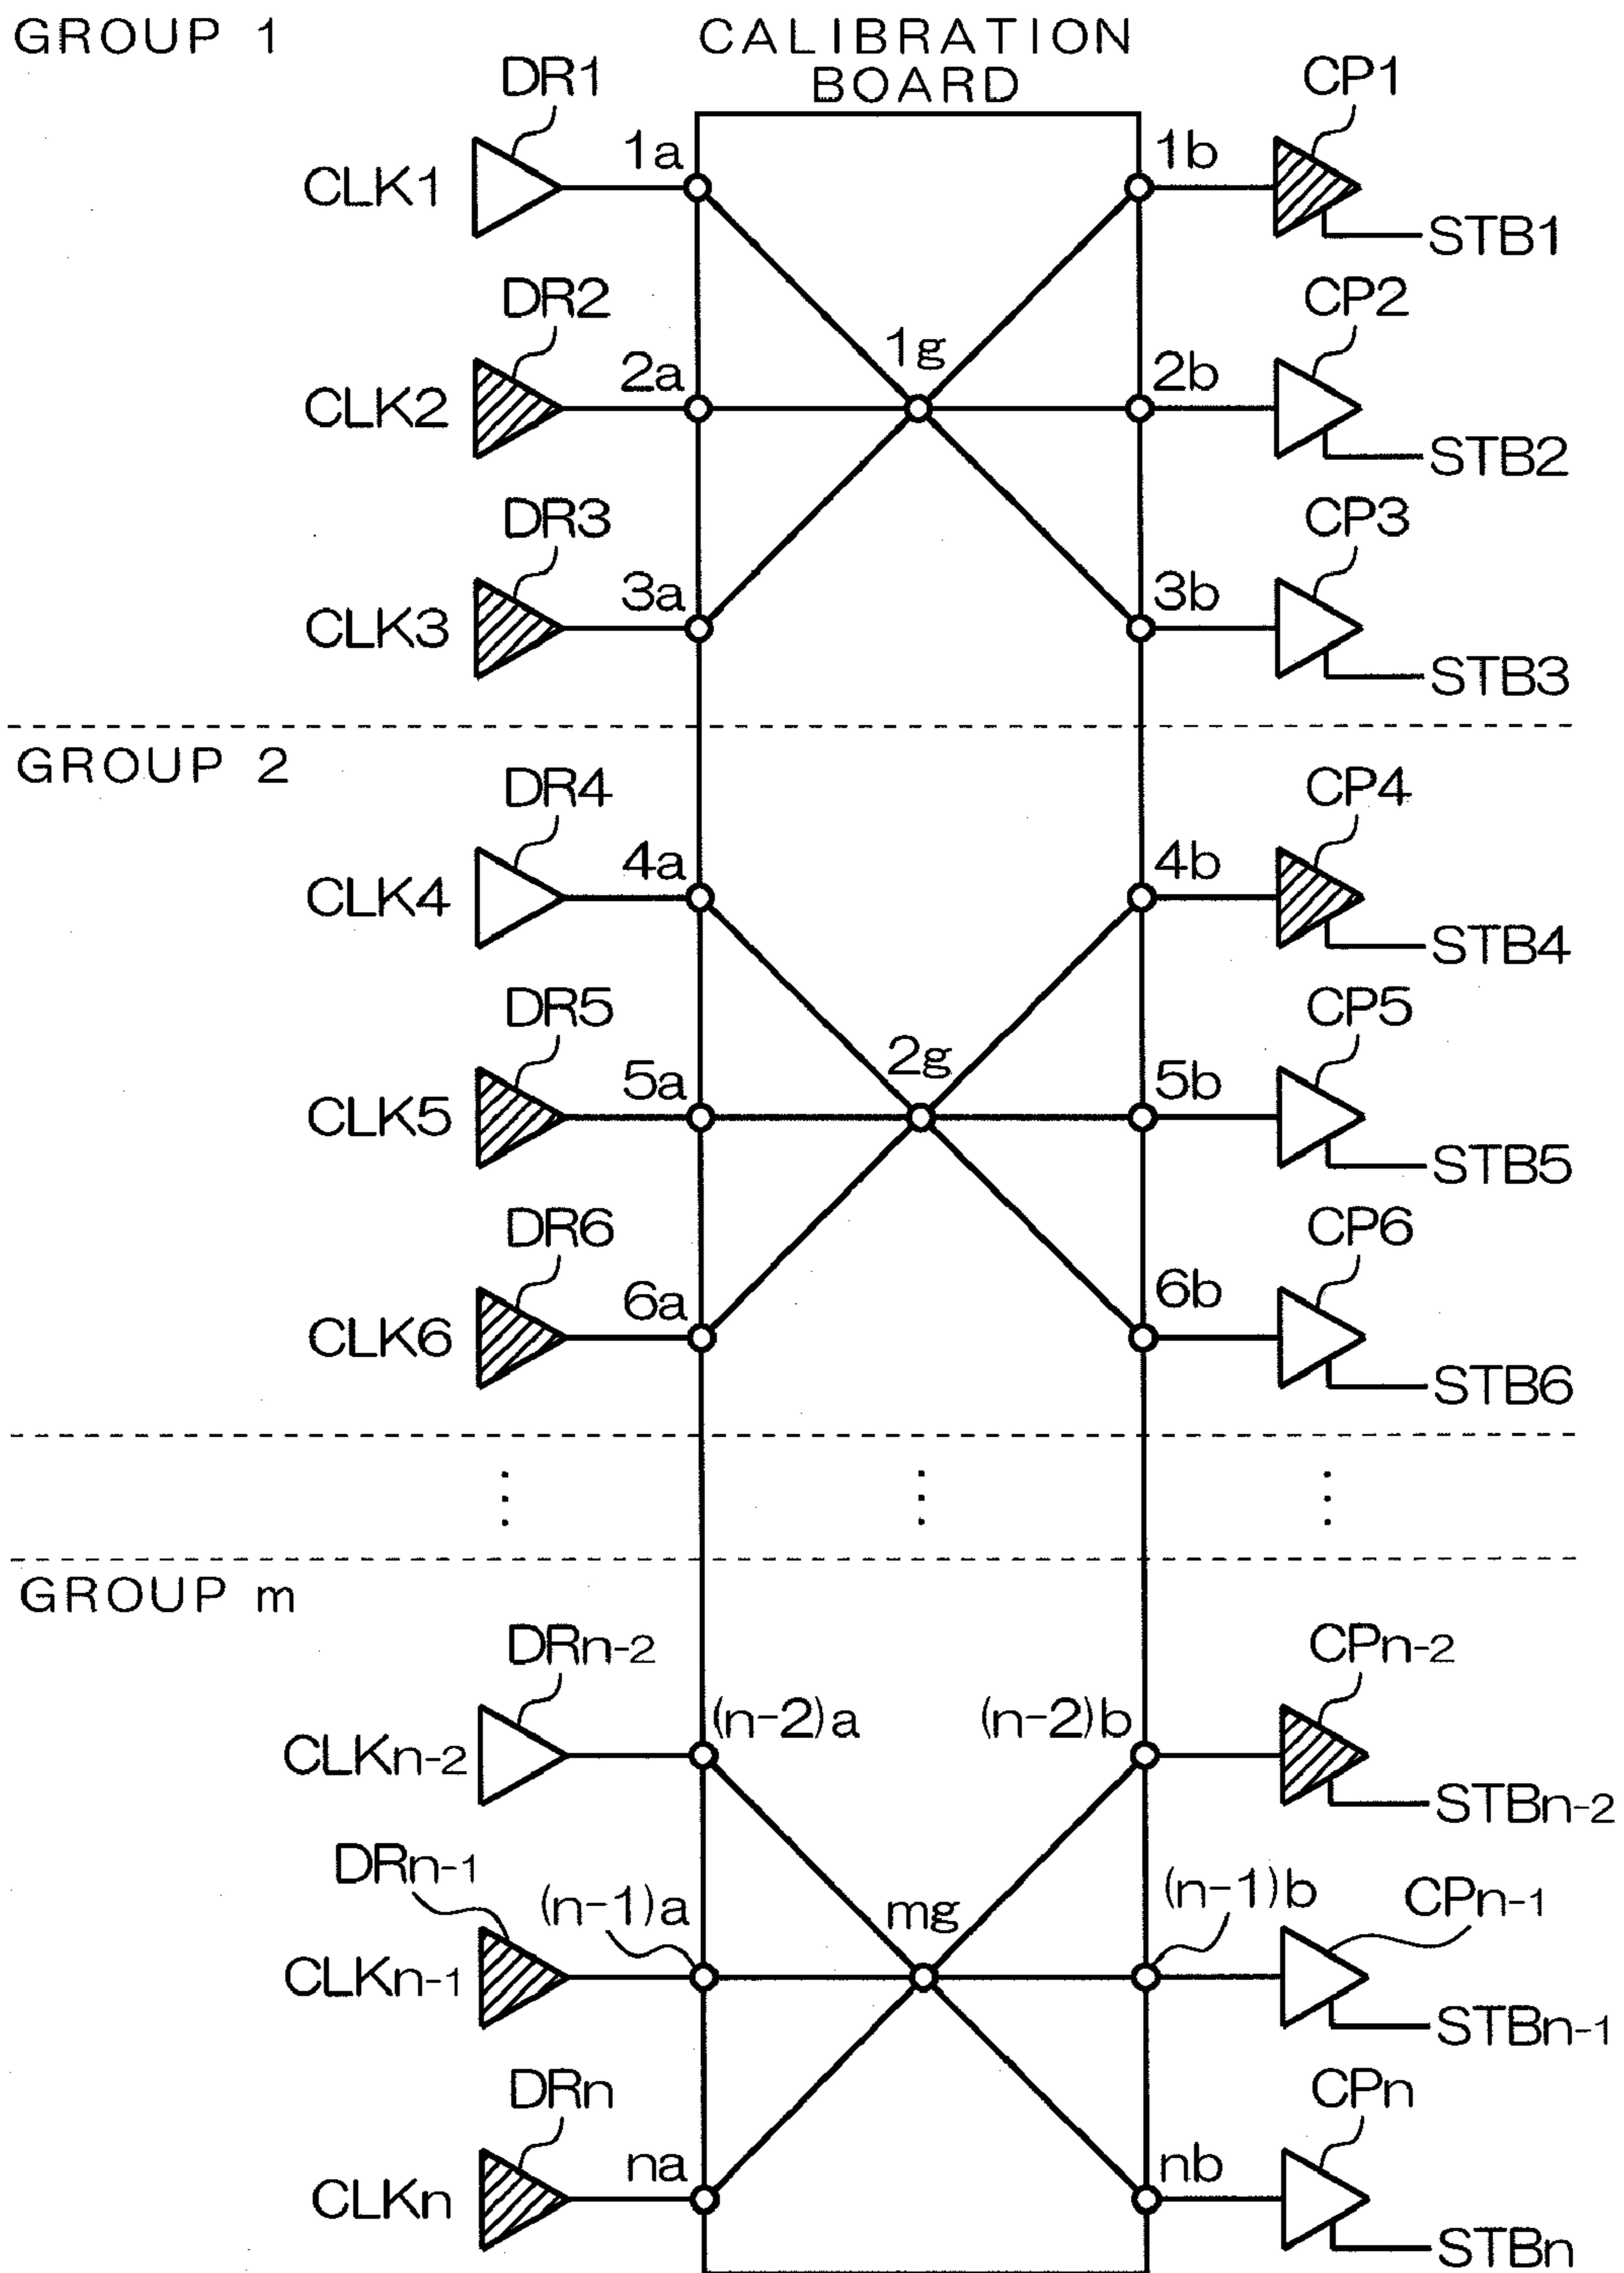 GROUP 1
CALIBRATION
BOARD
DR1
CP1
1a
1b
CLK1
STB1
DR2
CP2
1g
2a
2b
CLK2
STB2
DR3
CP3
3a
3b
CLK3
STB3
GROUP 2
DR4
CP4
4a
4b
CLK4
STB4
DR5
CP5
2g
5a
5b
CLK5
STB5
DR6
CP6
6a
6b
CLK6
STB6
GROUP m
DRn-2
CPn-2
(n-2)a
(n-2)b
CLKn-2
STBn-2
DRn-1
(n-1)a
mg
(n-1)b
CPn-1
CLKn-1
STBn-1
DRn
CPn
na
nb
CLKn
STBn